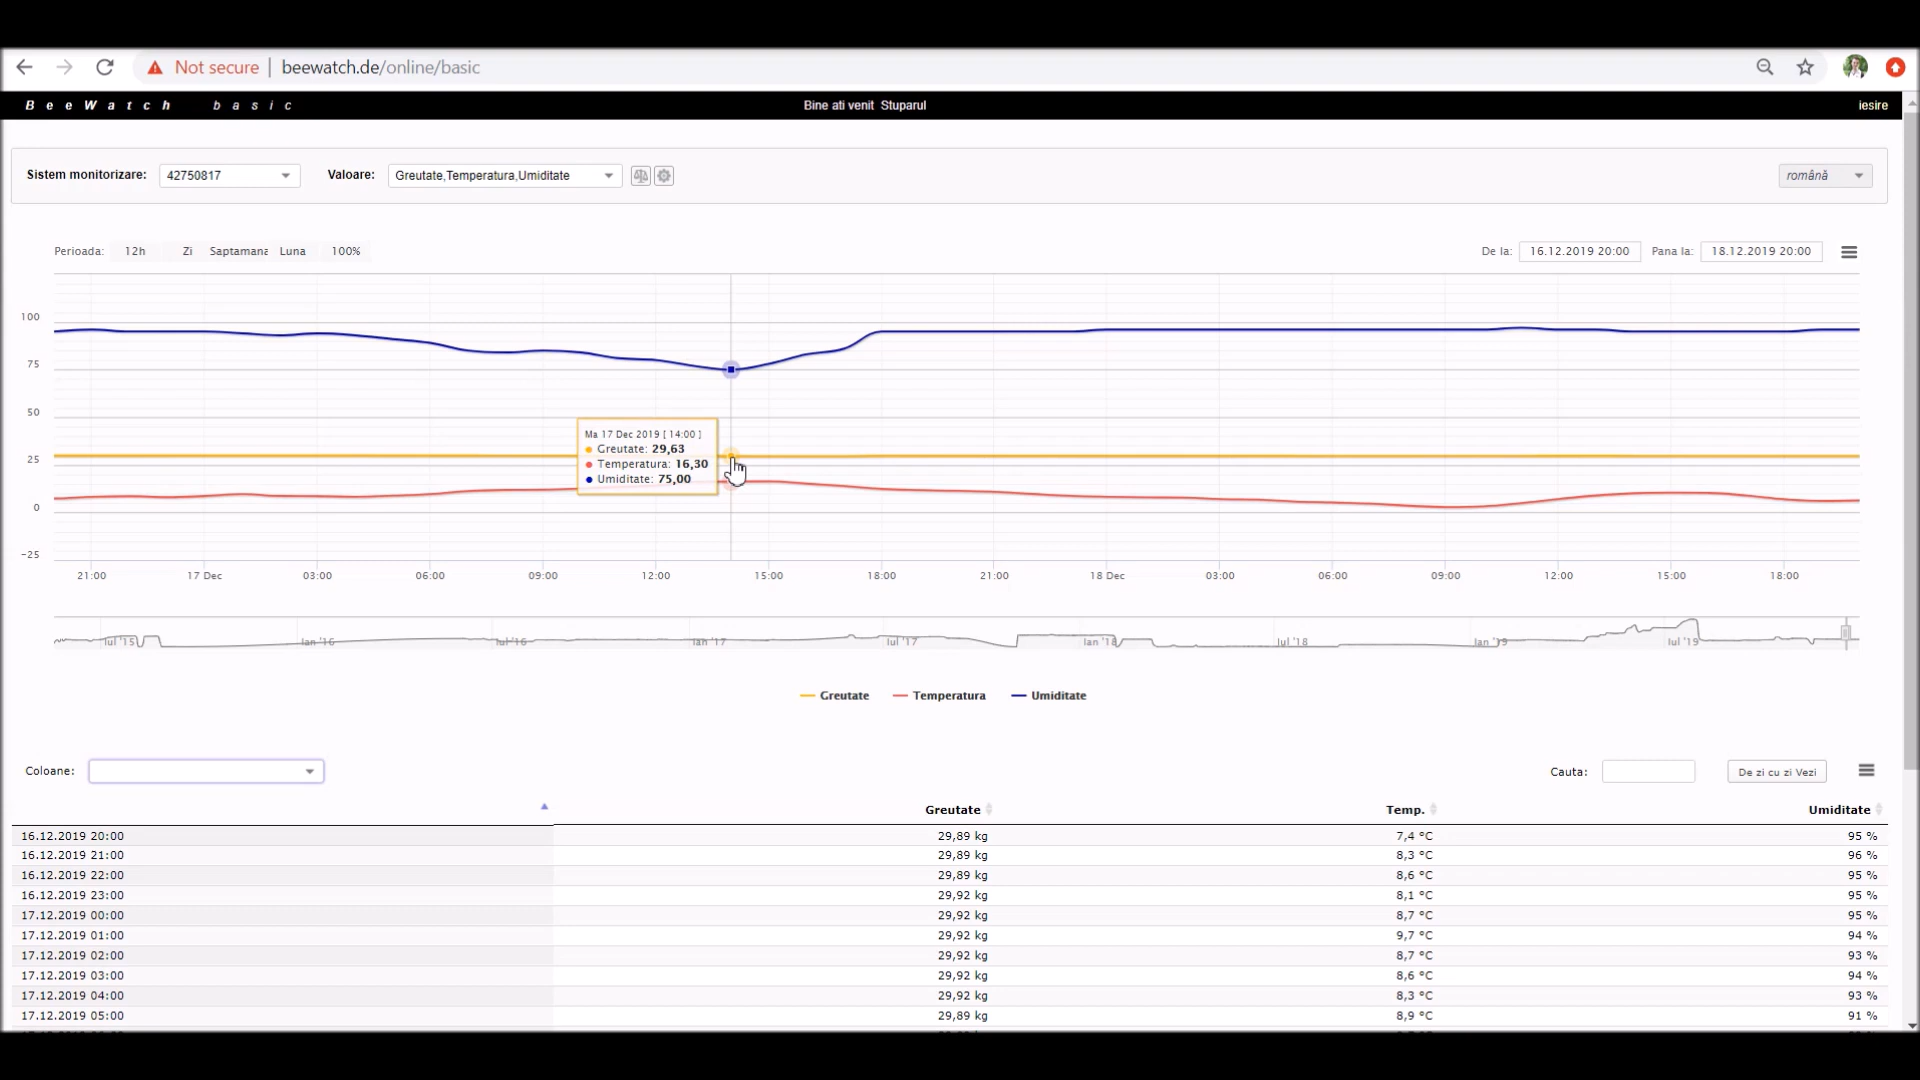 Not secure | beewatch.de/online/basic
BeeWatch basic
Bine ati venit Stuparul
iesire
Sistem monitorizare: 42750817 Valoare: Greutate,Temperatura,Umiditate română
Perioada: 12h Zi Saptamana Luna 100% De la: 16.12.2019 20:00 Pana la: 18.12.2019 20:00
100
75
50
25
0
-25
Ma 17 Dec 2019 [ 14:00 ]
Greutate: 29,63
Temperatura: 16,30
Umiditate: 75,00
21:00 17 Dec 03:00 06:00 09:00 12:00 15:00 18:00 21:00 18 Dec 03:00 06:00 09:00 12:00 15:00 18:00
Iul '15 Ian '16 Iul '16 Ian '17 Iul '17 Ian '18 Iul '18 Ian '19 Iul '19
Greutate Temperatura Umiditate
Coloane: Cauta: De zi cu zi Vezi
Greutate Temp. Umiditate
16.12.2019 20:00 29,89 kg 7,4 °C 95 %
16.12.2019 21:00 29,89 kg 8,3 °C 96 %
16.12.2019 22:00 29,89 kg 8,6 °C 95 %
16.12.2019 23:00 29,92 kg 8,1 °C 95 %
17.12.2019 00:00 29,92 kg 8,7 °C 95 %
17.12.2019 01:00 29,92 kg 9,7 °C 94 %
17.12.2019 02:00 29,92 kg 8,7 °C 93 %
17.12.2019 03:00 29,92 kg 8,6 °C 94 %
17.12.2019 04:00 29,92 kg 8,3 °C 93 %
17.12.2019 05:00 29,89 kg 8,9 °C 91 %